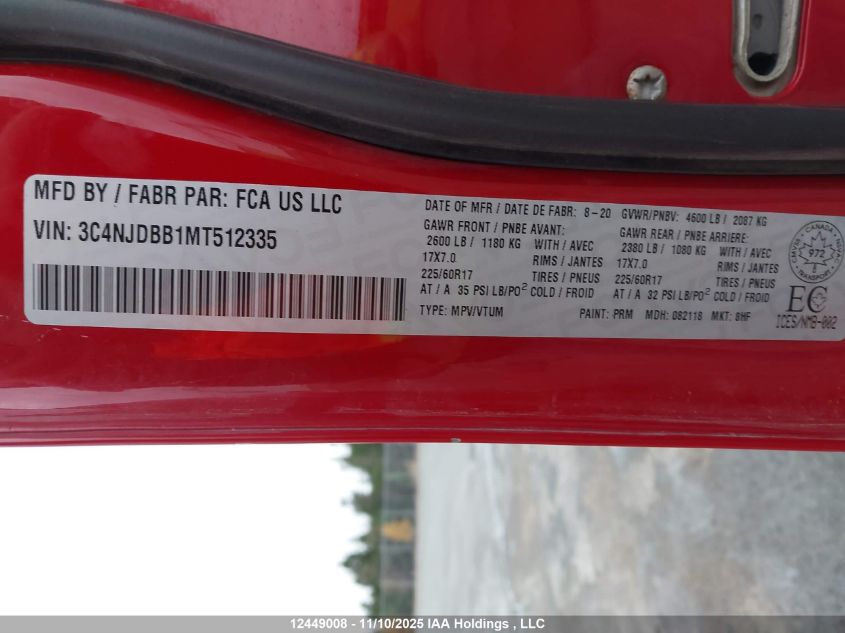 MFD BY / FABR PAR: FCA US LLC
VIN: 3C4NJDBB1MT512335
DATE OF MFR / DATE DE FABR: 8-20 GVWR/PNBV: 4600 LB / 2087 KG
GAWR FRONT / PNBE AVANT:
2600 LB / 1180 KG WITH / AVEC
17X7.0 RIMS / JANTES
225/60R17 TIRES / PNEUS
AT / A 35 PSI LB/PO² COLD / FROID
GAWR REAR / PNBE ARRIERE:
2380 LB / 1080 KG WITH / AVEC
17X7.0 RIMS / JANTES
225/60R17 TIRES / PNEUS
AT / A 32 PSI LB/PO² COLD / FROID
TYPE: MPV/VTUM PAINT: PRM MDH: 082118 MKT: 8HF
CANADA
972
TRANSPORT
EC
ICES/NMB-002
12449008 - 11/10/2025 IAA Holdings , LLC